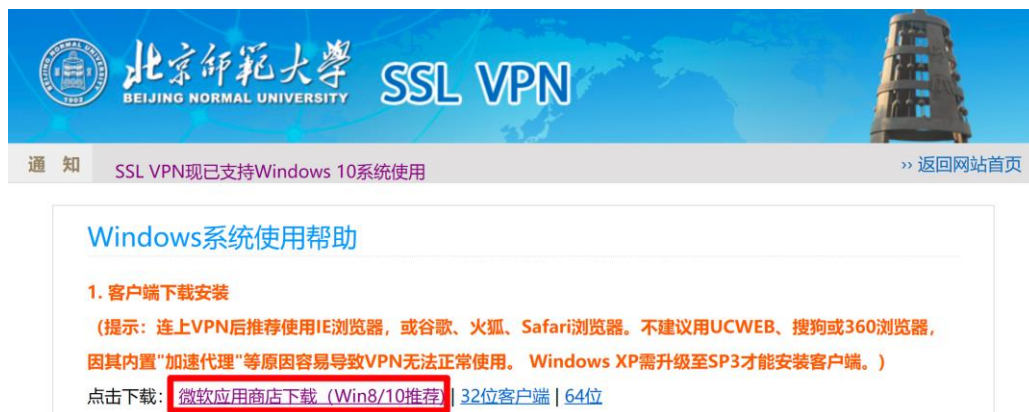 北京师范大学
BEIJING NORMAL UNIVERSITY
SSL VPN
通 知 SSL VPN现已支持Windows 10系统使用 ›› 返回网站首页
Windows系统使用帮助
1. 客户端下载安装
（提示：连上VPN后推荐使用IE浏览器，或谷歌、火狐、Safari浏览器。不建议用UCWEB、搜狗或360浏览器，
因其内置"加速代理"等原因容易导致VPN无法正常使用。 Windows XP需升级至SP3才能安装客户端。）
点击下载：微软应用商店下载（Win8/10推荐）| 32位客户端 | 64位